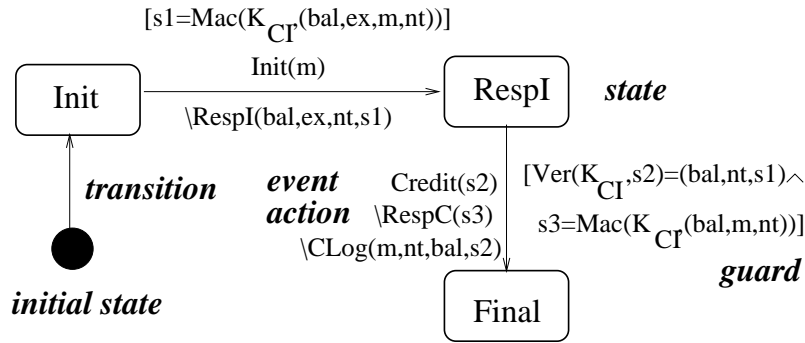 [s1=Mac(K_CI,(bal,ex,m,nt))]
Init(m)
Init
RespI
state
\RespI(bal,ex,nt,s1)
transition
event
Credit(s2)
[Ver(K_CI,s2)=(bal,nt,s1)∧
action
\RespC(s3)
s3=Mac(K_CI,(bal,m,nt))]
\CLog(m,nt,bal,s2)
guard
initial state
Final